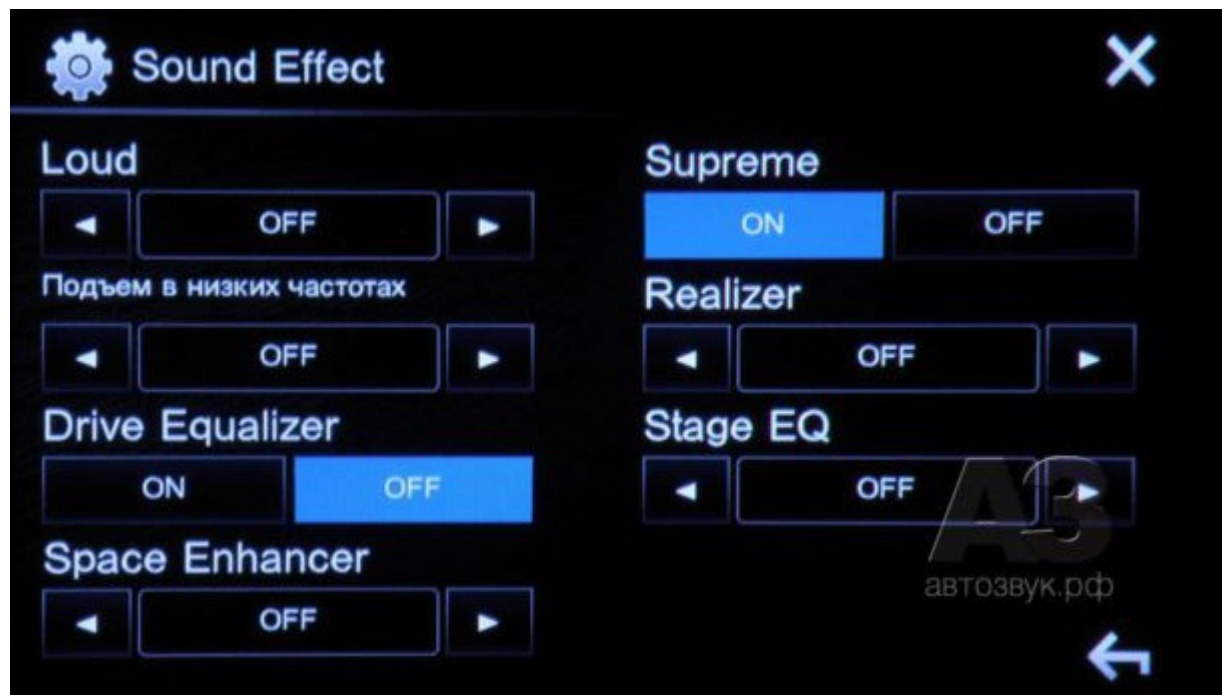 Sound Effect
Loud
◄ OFF ►
Подъем в низких частотах
◄ OFF ►
Drive Equalizer
ON OFF
Space Enhancer
◄ OFF ►
Supreme
ON OFF
Realizer
◄ OFF ►
Stage EQ
◄ OFF ►
АЗ
автозвук.рф